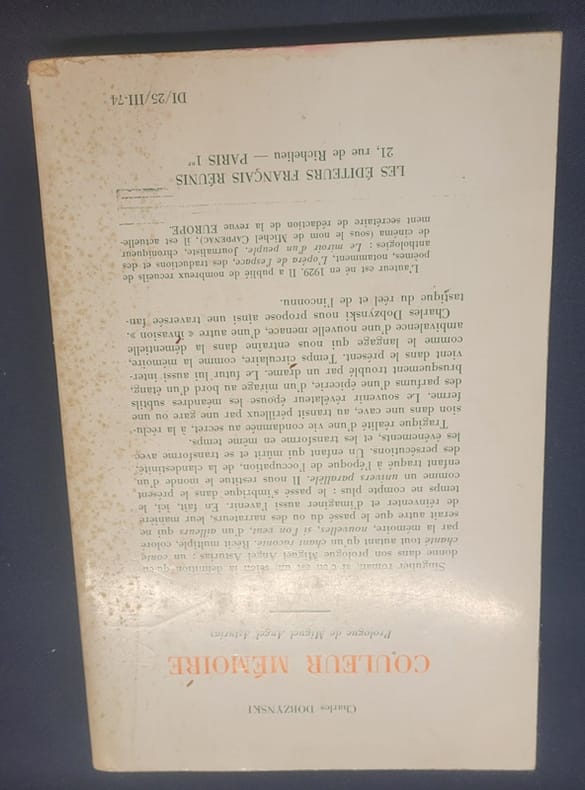 Charles DOBZYNSKI
COULEUR MÉMOIRE
Prologue de Miguel Angel Asturias
Singulier roman, si c'en est un, selon la définition qu'en
donne dans son prologue Miguel Angel Asturias : un conte
chanté tout autant qu'un chant raconté. Récit multiple, coloré
par la mémoire, nouvelles, si l'on veut, d'un ailleurs qui ne
serait autre que le passé du ou des narrateurs, leur manière
de réinventer et d'imaginer aussi l'avenir. En fait, ici, le
temps ne compte plus : le passé s'imbrique dans le présent
comme un univers parallèle. Il nous restitue le monde d'un
enfant traqué à l'époque de l'occupation, de la clandestinité,
des persécutions. Un enfant qui mûrit et se transforme avec
les événements, et les transforme en même temps.
Tragique réalité d'une vie condamnée au secret, à la réclu-
sion dans une cave, au transit périlleux par une gare ou une
ferme. Le souvenir révélateur épouse les méandres subtils
des parfums d'une épicerie, d'un mirage au bord d'un étang,
brusquement troublé par un drame. Le futur lui aussi inter-
vient dans le présent. Temps circulaire, comme la mémoire,
comme le langage qui nous entraîne dans la démentielle
ambivalence d'une nouvelle menace, d'une autre « invasion ».
Charles Dobzynski nous propose ainsi une traversée fan-
tastique du réel et de l'inconnu.
L'auteur est né en 1929. Il a publié de nombreux recueils de
poèmes, notamment, L'opéra de l'espace, des traductions et des
anthologies : Le miroir d'un peuple. Journaliste, chroniqueur
de cinéma (sous le nom de Michel CAPDENAC), il est actuelle-
ment secrétaire de rédaction de la revue EUROPE.
LES ÉDITEURS FRANÇAIS RÉUNIS
21, rue de Richelieu — PARIS 1er
DI/25/III-74